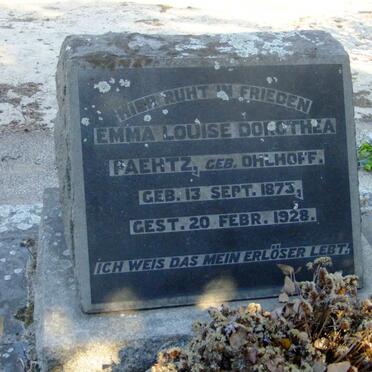 HIER RUHT IN FRIEDEN
EMMA LOUISE DOROTHEA
PAEHTZ, GEB. OHLHOFF.
GEB. 13 SEPT. 1873,
GEST. 20 FEBR. 1928.
ICH WEIS DAS MEIN ERLÖSER LEBT.